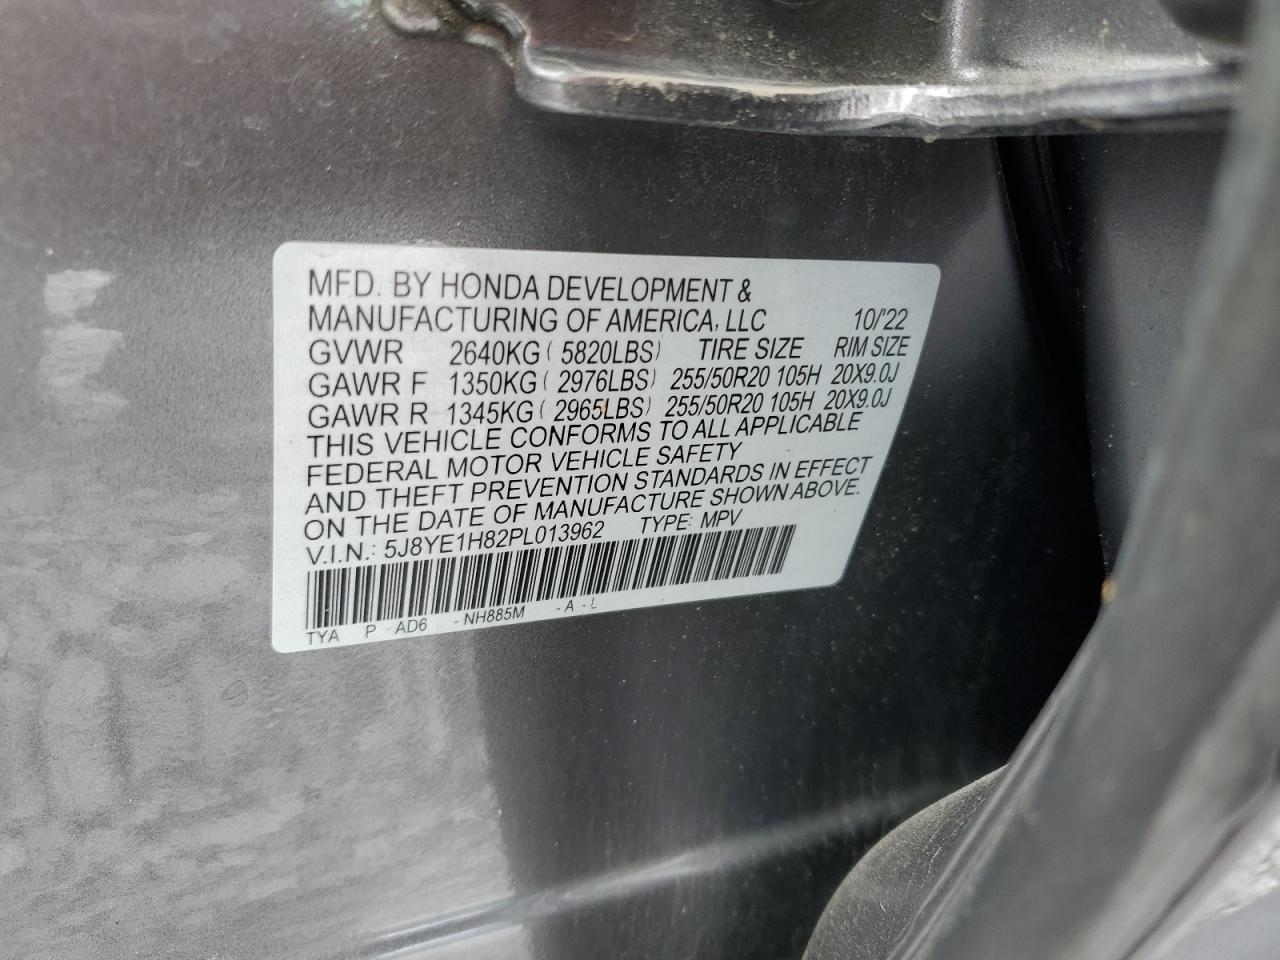 MFD. BY HONDA DEVELOPMENT &
MANUFACTURING OF AMERICA, LLC 10/'22
GVWR 2640KG ( 5820LBS) TIRE SIZE RIM SIZE
GAWR F 1350KG ( 2976LBS) 255/50R20 105H 20X9.0J
GAWR R 1345KG ( 2965LBS) 255/50R20 105H 20X9.0J
THIS VEHICLE CONFORMS TO ALL APPLICABLE
FEDERAL MOTOR VEHICLE SAFETY
AND THEFT PREVENTION STANDARDS IN EFFECT
ON THE DATE OF MANUFACTURE SHOWN ABOVE.
V.I.N.: 5J8YE1H82PL013962 TYPE: MPV
TYA P -AD6 -NH885M -A -L